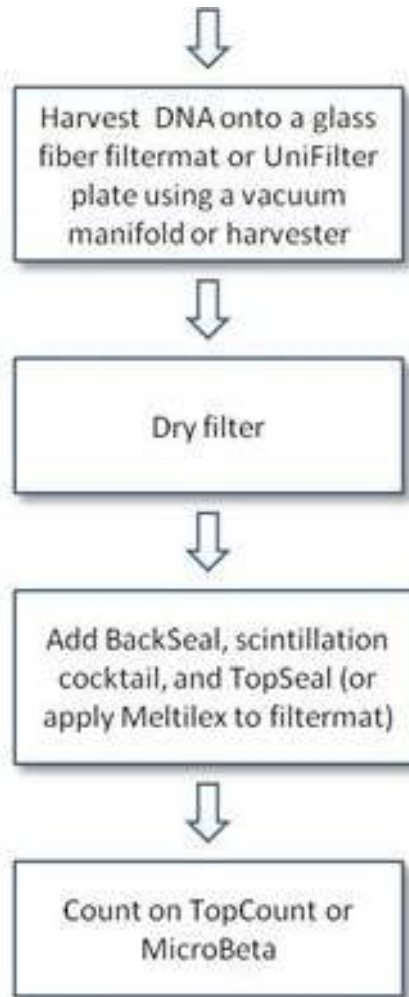 Harvest DNA onto a glass
fiber filtermat or UniFilter
plate using a vacuum
manifold or harvester
Dry filter
Add BackSeal, scintillation
cocktail, and TopSeal (or
apply Meltilex to filtermat)
Count on TopCount or
MicroBeta